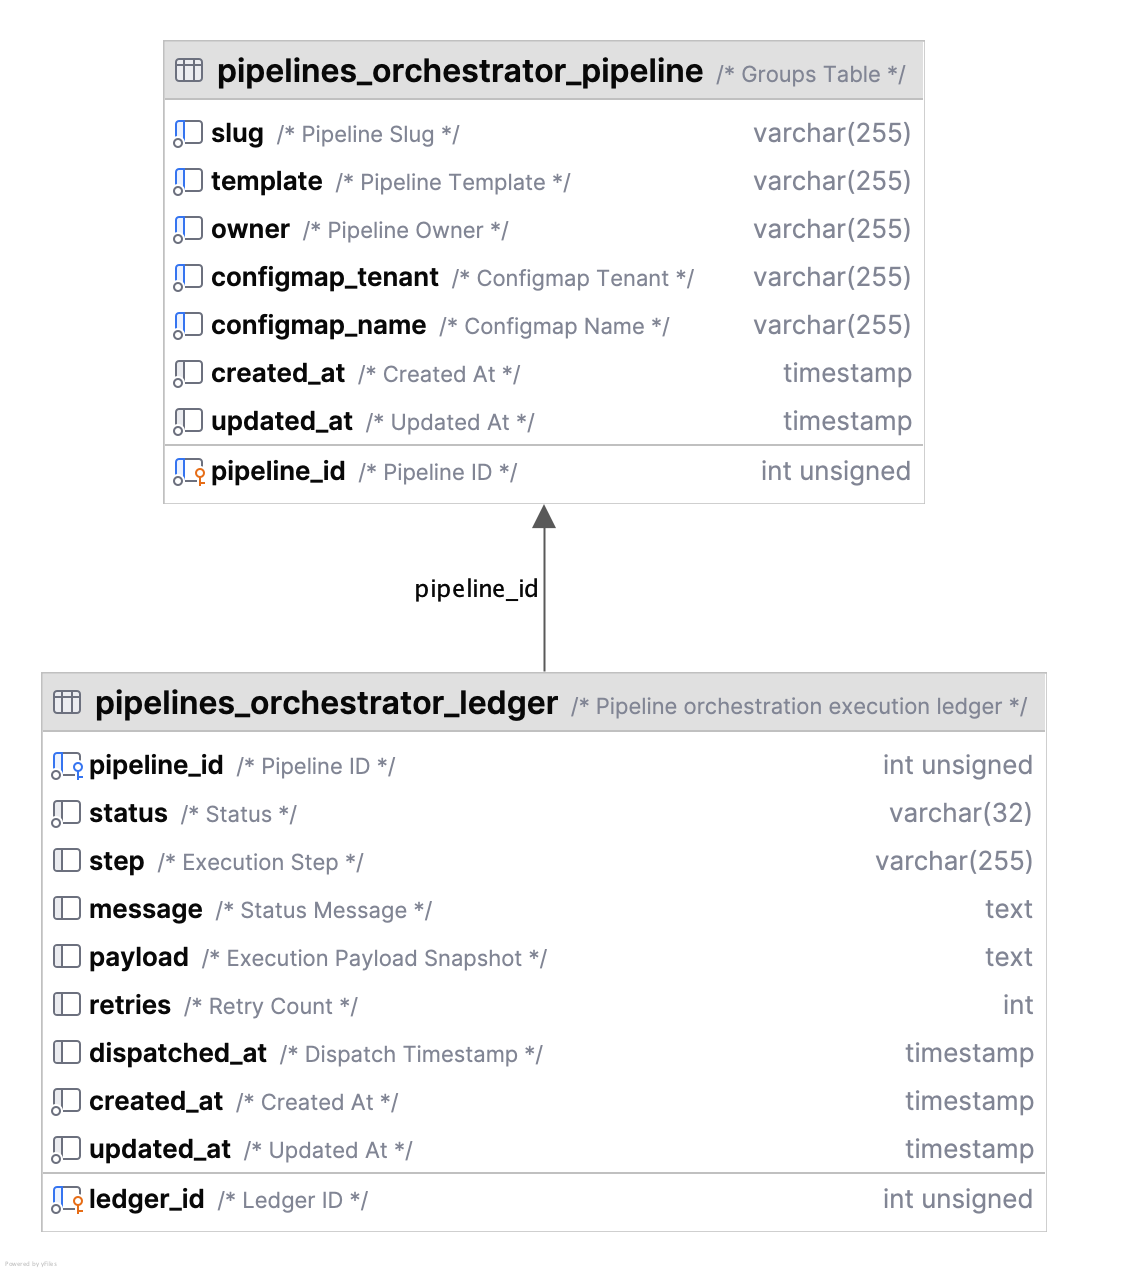 pipelines_orchestrator_pipeline /* Groups Table */
slug /* Pipeline Slug */ varchar(255)
template /* Pipeline Template */ varchar(255)
owner /* Pipeline Owner */ varchar(255)
configmap_tenant /* Configmap Tenant */ varchar(255)
configmap_name /* Configmap Name */ varchar(255)
created_at /* Created At */ timestamp
updated_at /* Updated At */ timestamp
pipeline_id /* Pipeline ID */ int unsigned
pipeline_id
pipelines_orchestrator_ledger /* Pipeline orchestration execution ledger */
pipeline_id /* Pipeline ID */ int unsigned
status /* Status */ varchar(32)
step /* Execution Step */ varchar(255)
message /* Status Message */ text
payload /* Execution Payload Snapshot */ text
retries /* Retry Count */ int
dispatched_at /* Dispatch Timestamp */ timestamp
created_at /* Created At */ timestamp
updated_at /* Updated At */ timestamp
ledger_id /* Ledger ID */ int unsigned
Powered by yFiles